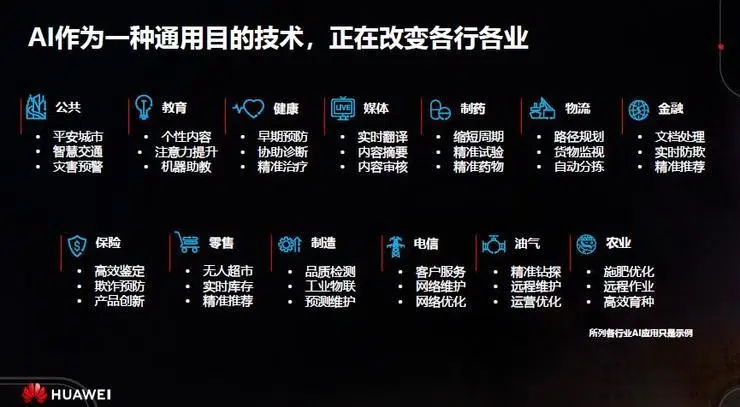 AI作为一种通用目的技术，正在改变各行各业
公共
平安城市
智慧交通
灾害预警
教育
个性内容
注意力提升
机器助教
健康
早期预防
协助诊断
精准治疗
LIVE
媒体
实时翻译
内容摘要
内容审核
制药
缩短周期
精准试验
精准药物
物流
路径规划
货物监视
自动分拣
金融
文档处理
实时防欺
精准推荐
保险
高效鉴定
欺诈预防
产品创新
零售
无人超市
实时库存
精准推荐
制造
品质检测
工业物联
预测维护
电信
客户服务
网络维护
网络优化
油气
精准钻探
远程维护
运营优化
农业
施肥优化
远程作业
高效育种
所列各行业AI应用只是示例
HUAWEI